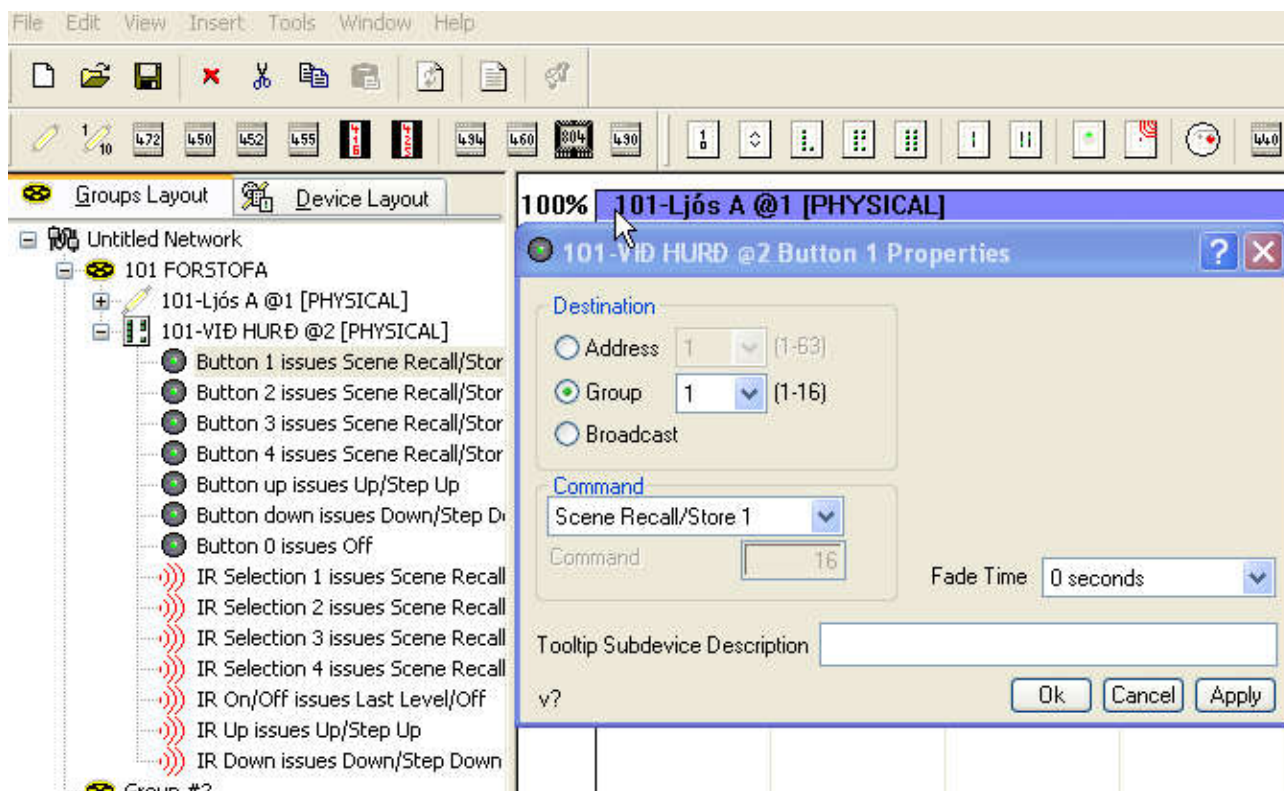 File Edit View Insert Tools Window Help
1 10 472 450 452 455 416 425 494 460 804 490 1 0 440
Groups Layout Device Layout
Untitled Network
101 FORSTOFA
101-Ljós A @1 [PHYSICAL]
101-VIÐ HURÐ @2 [PHYSICAL]
Button 1 issues Scene Recall/Stor
Button 2 issues Scene Recall/Stor
Button 3 issues Scene Recall/Stor
Button 4 issues Scene Recall/Stor
Button up issues Up/Step Up
Button down issues Down/Step D
Button 0 issues Off
IR Selection 1 issues Scene Recall
IR Selection 2 issues Scene Recall
IR Selection 3 issues Scene Recall
IR Selection 4 issues Scene Recall
IR On/Off issues Last Level/Off
IR Up issues Up/Step Up
IR Down issues Down/Step Down
Group #2
100% 101-Ljós A @1 [PHYSICAL]
101-VIÐ HURÐ @2 Button 1 Properties
Destination
Address 1 (1-63)
Group 1 (1-16)
Broadcast
Command
Scene Recall/Store 1
Command 16
Fade Time 0 seconds
Tooltip Subdevice Description
v?
Ok Cancel Apply